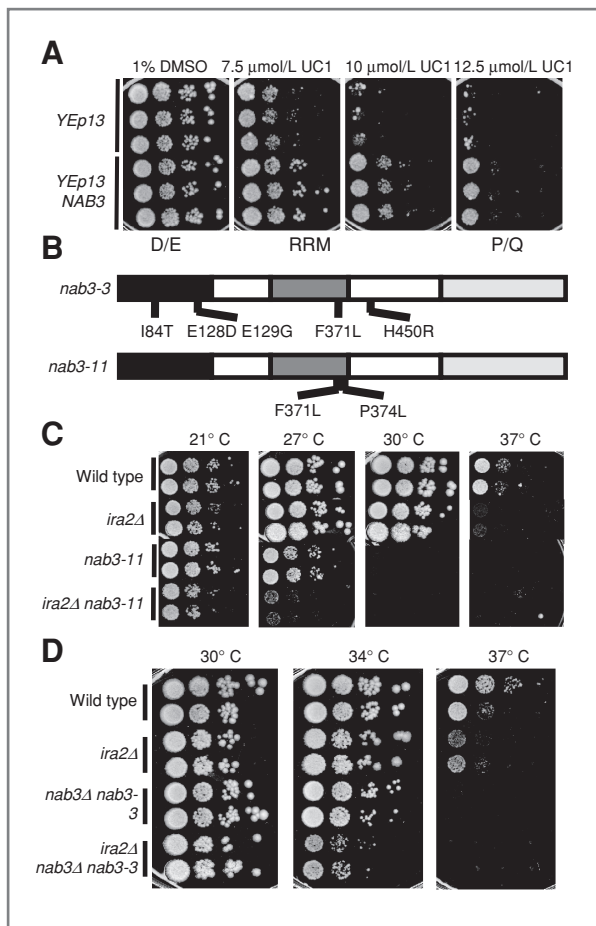 A
1% DMSO 7.5 μmol/L UC1 10 μmol/L UC1 12.5 μmol/L UC1
YEp13
YEp13
NAB3
D/E RRM P/Q
B
nab3-3
I84T E128D E129G F371L H450R
nab3-11
F371L P374L
C
21° C 27° C 30° C 37° C
Wild type
ira2Δ
nab3-11
ira2Δ nab3-11
D
30° C 34° C 37° C
Wild type
ira2Δ
nab3Δ nab3-
3
ira2Δ
nab3Δ nab3-3